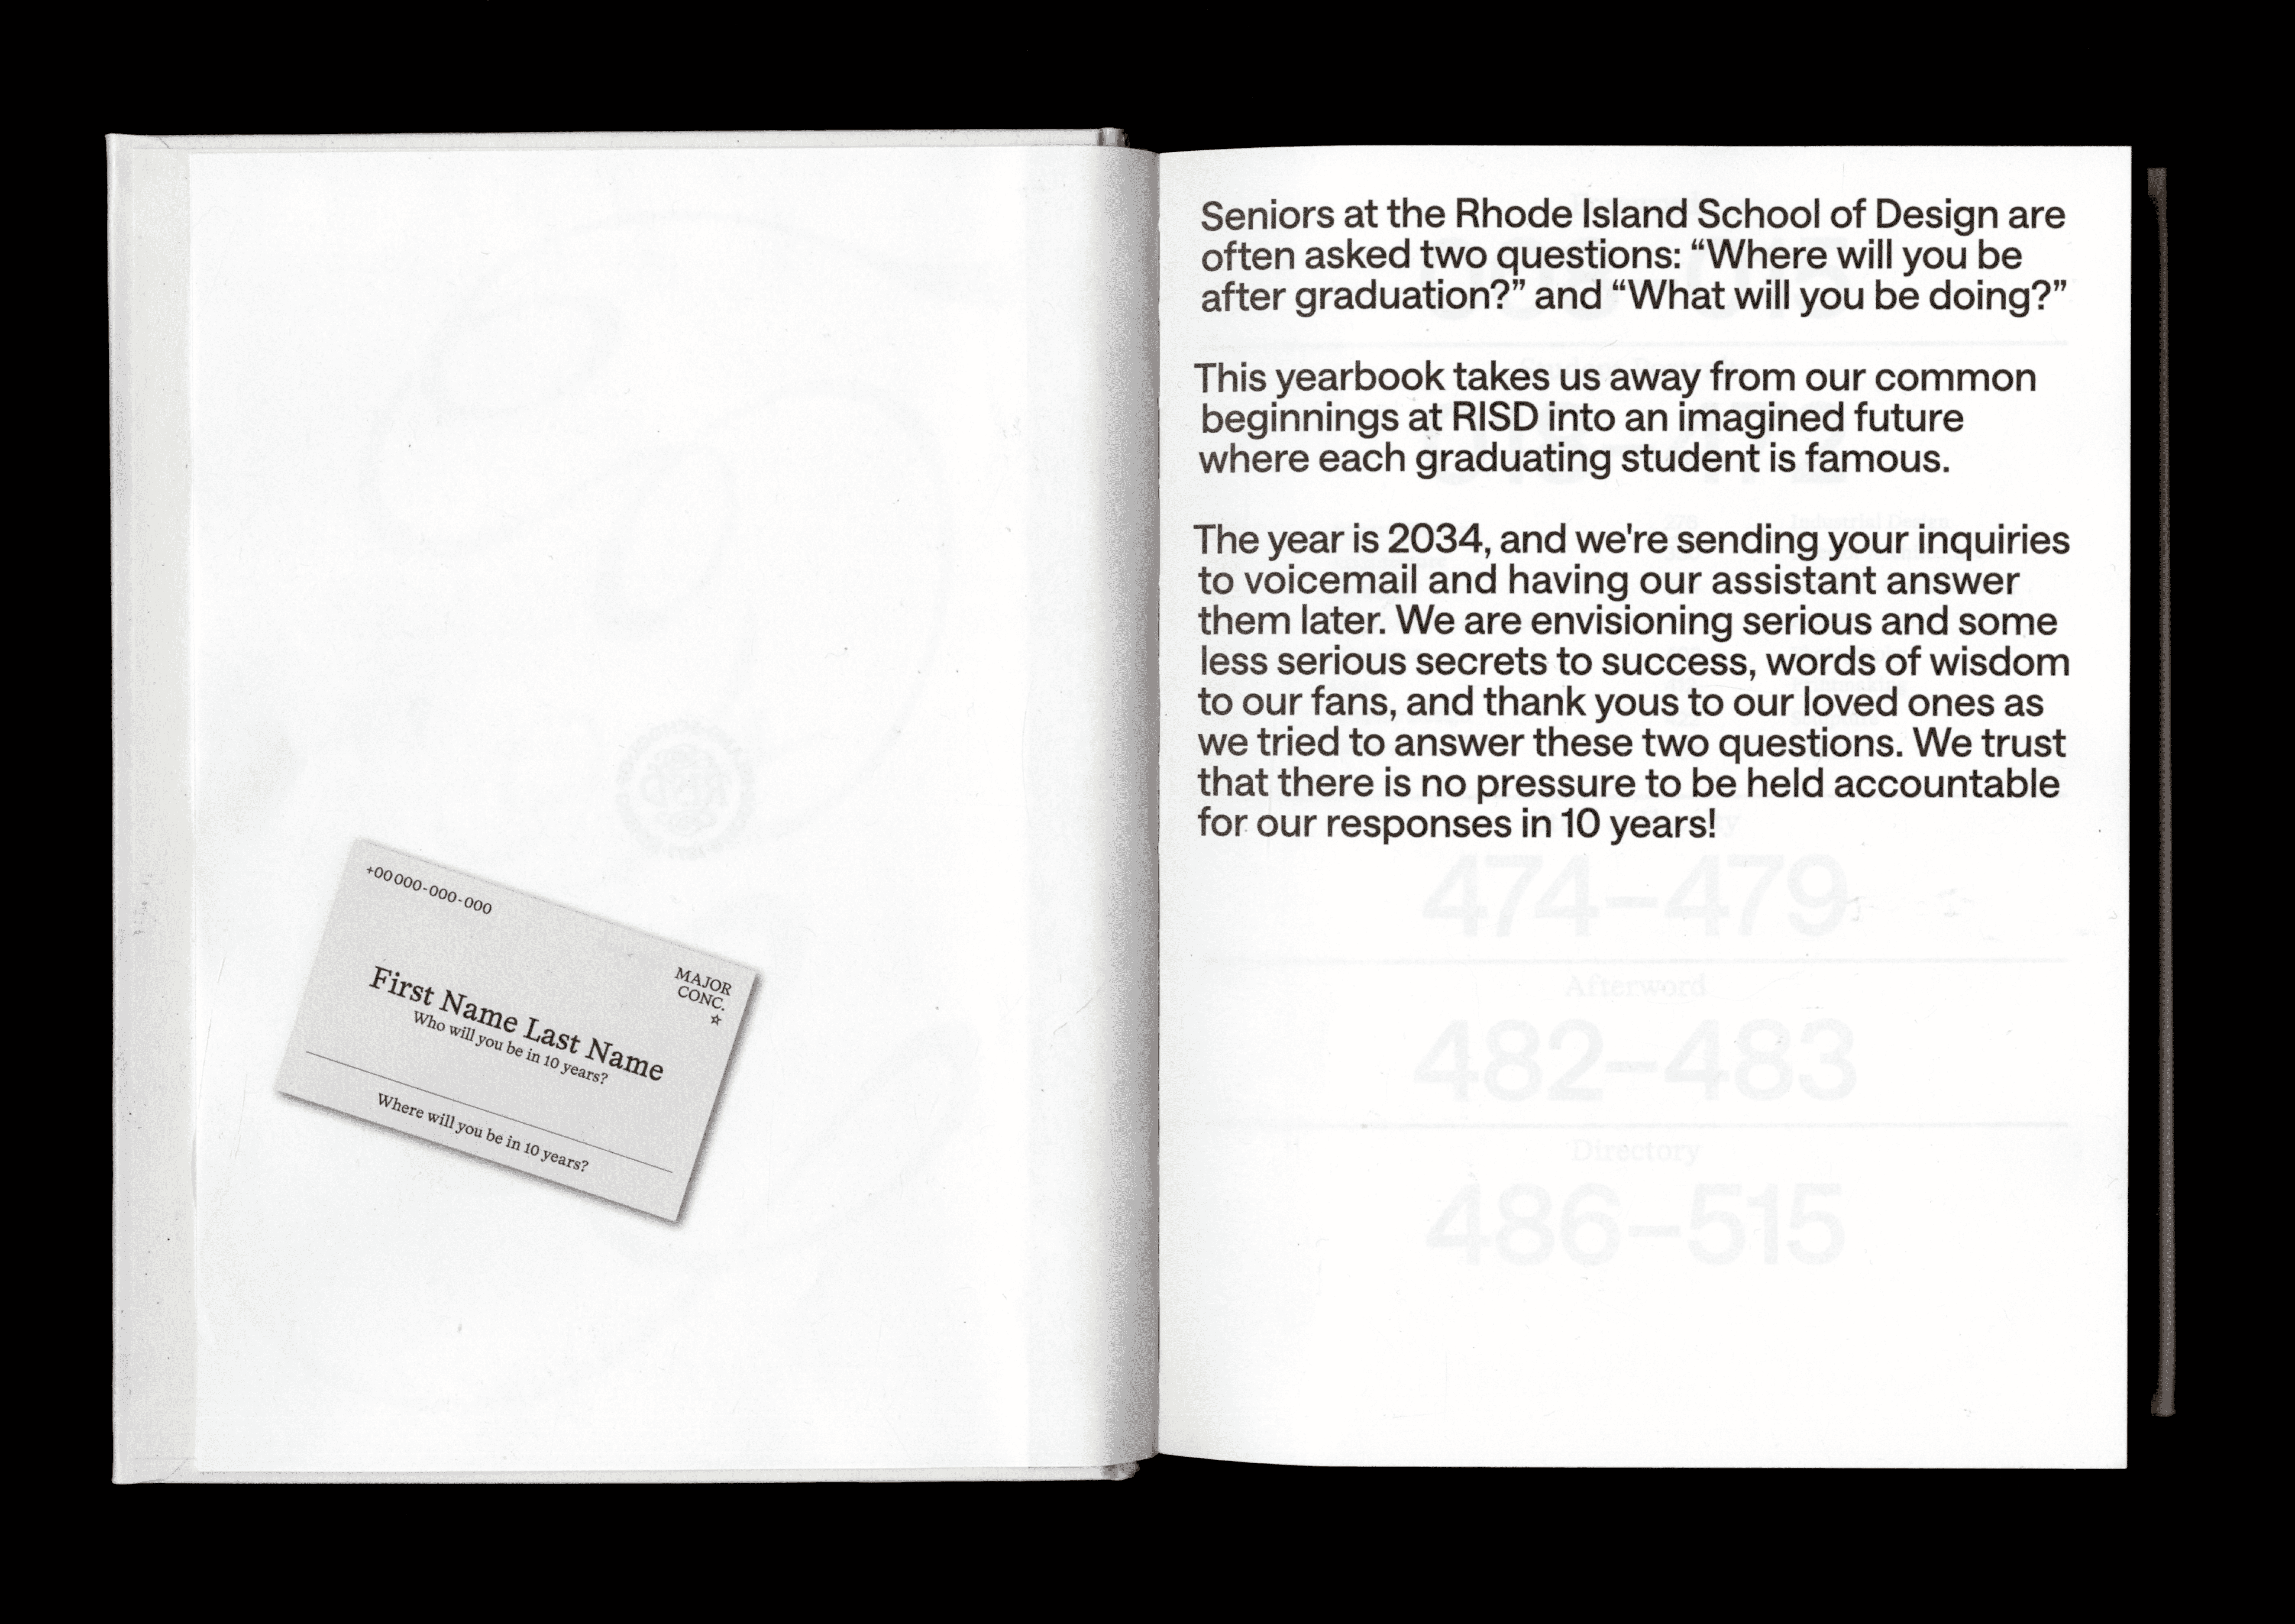 +00 000-000-000
MAJOR
CONC.
First Name Last Name
Who will you be in 10 years?
Where will you be in 10 years?
Seniors at the Rhode Island School of Design are
often asked two questions: “Where will you be
after graduation?” and “What will you be doing?”
This yearbook takes us away from our common
beginnings at RISD into an imagined future
where each graduating student is famous.
The year is 2034, and we're sending your inquiries
to voicemail and having our assistant answer
them later. We are envisioning serious and some
less serious secrets to success, words of wisdom
to our fans, and thank yous to our loved ones as
we tried to answer these two questions. We trust
that there is no pressure to be held accountable
for our responses in 10 years!
474–479
Afterword
482–483
Directory
486–515